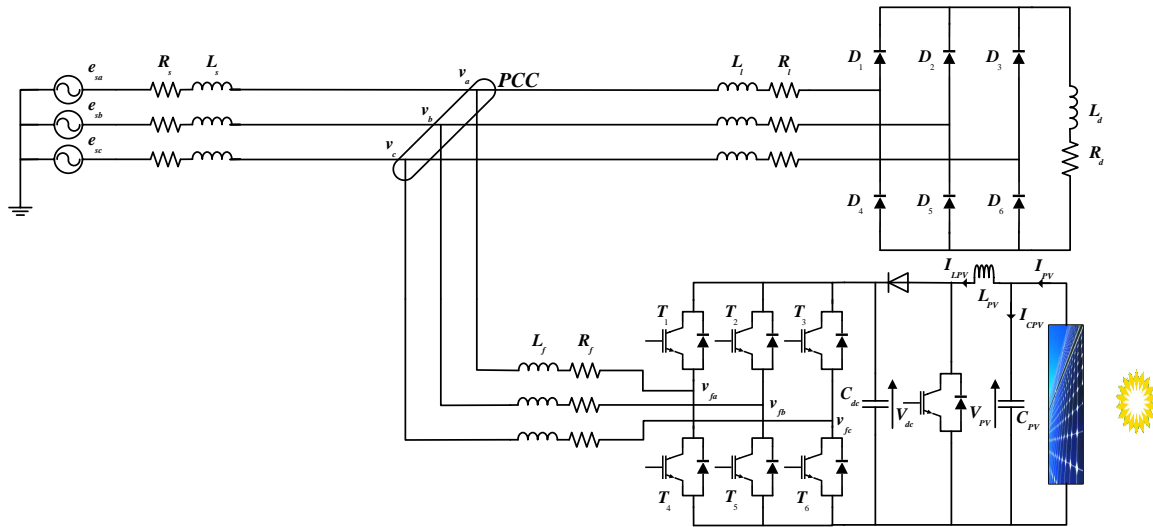 e_sa R_s L_s v_a PCC L_l R_l D_1 D_2 D_3
e_sb v_b L_d
e_sc v_c R_d
D_4 D_5 D_6
I_LPV I_PV
L_PV
T_1 T_2 T_3 I_CPV
L_f R_f
v_fa C_dc
v_fb V_dc V_PV C_PV
v_fc
T_4 T_5 T_6